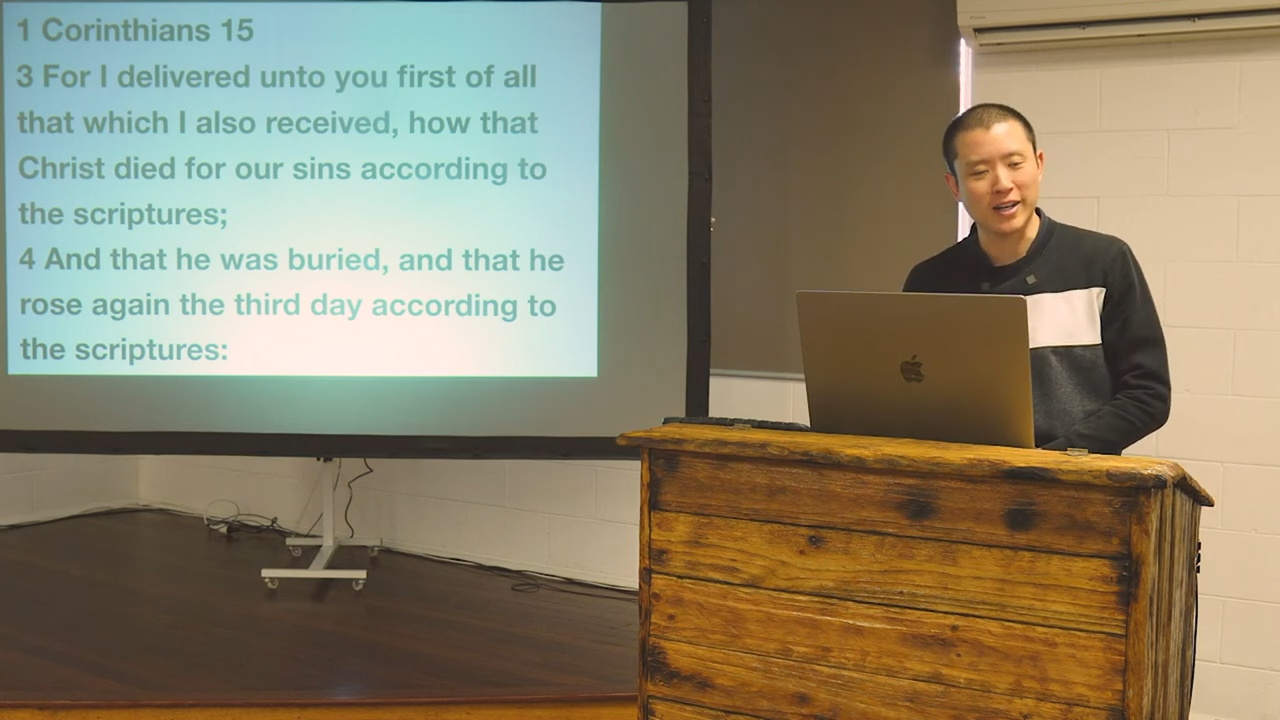 1 Corinthians 15
3 For I delivered unto you first of all
that which I also received, how that
Christ died for our sins according to
the scriptures;
4 And that he was buried, and that he
rose again the third day according to
the scriptures: